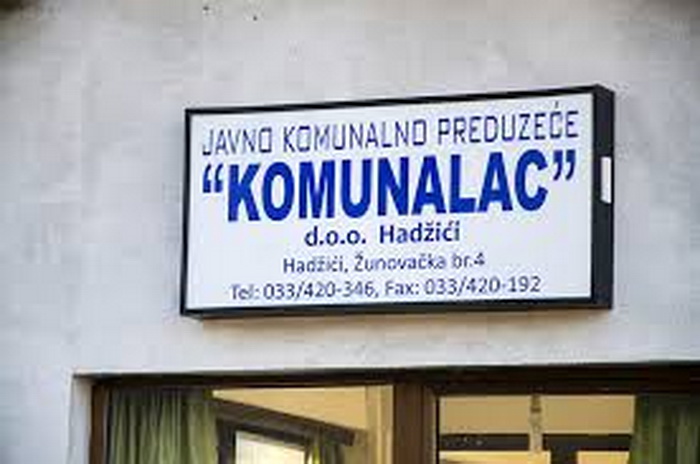 JAVNO KOMUNALNO PREDUZEĆE
“KOMUNALAC”
d.o.o. Hadžići
Hadžići, Žunovačka br.4
Tel: 033/420-346, Fax: 033/420-192